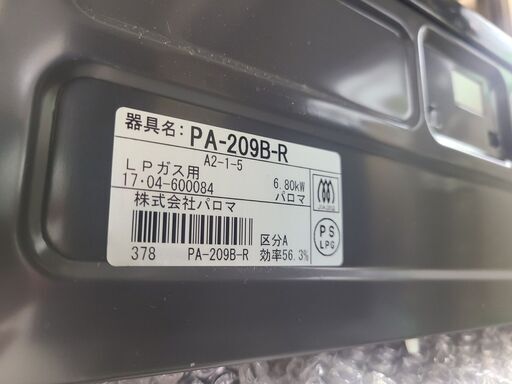 器具名: PA-209B-R
A2-1-5
LPガス用 6.80kW
17·04-600084 パロマ
株式会社パロマ
378 PA-209B-R
区分A
効率56.3%
PS
LPG